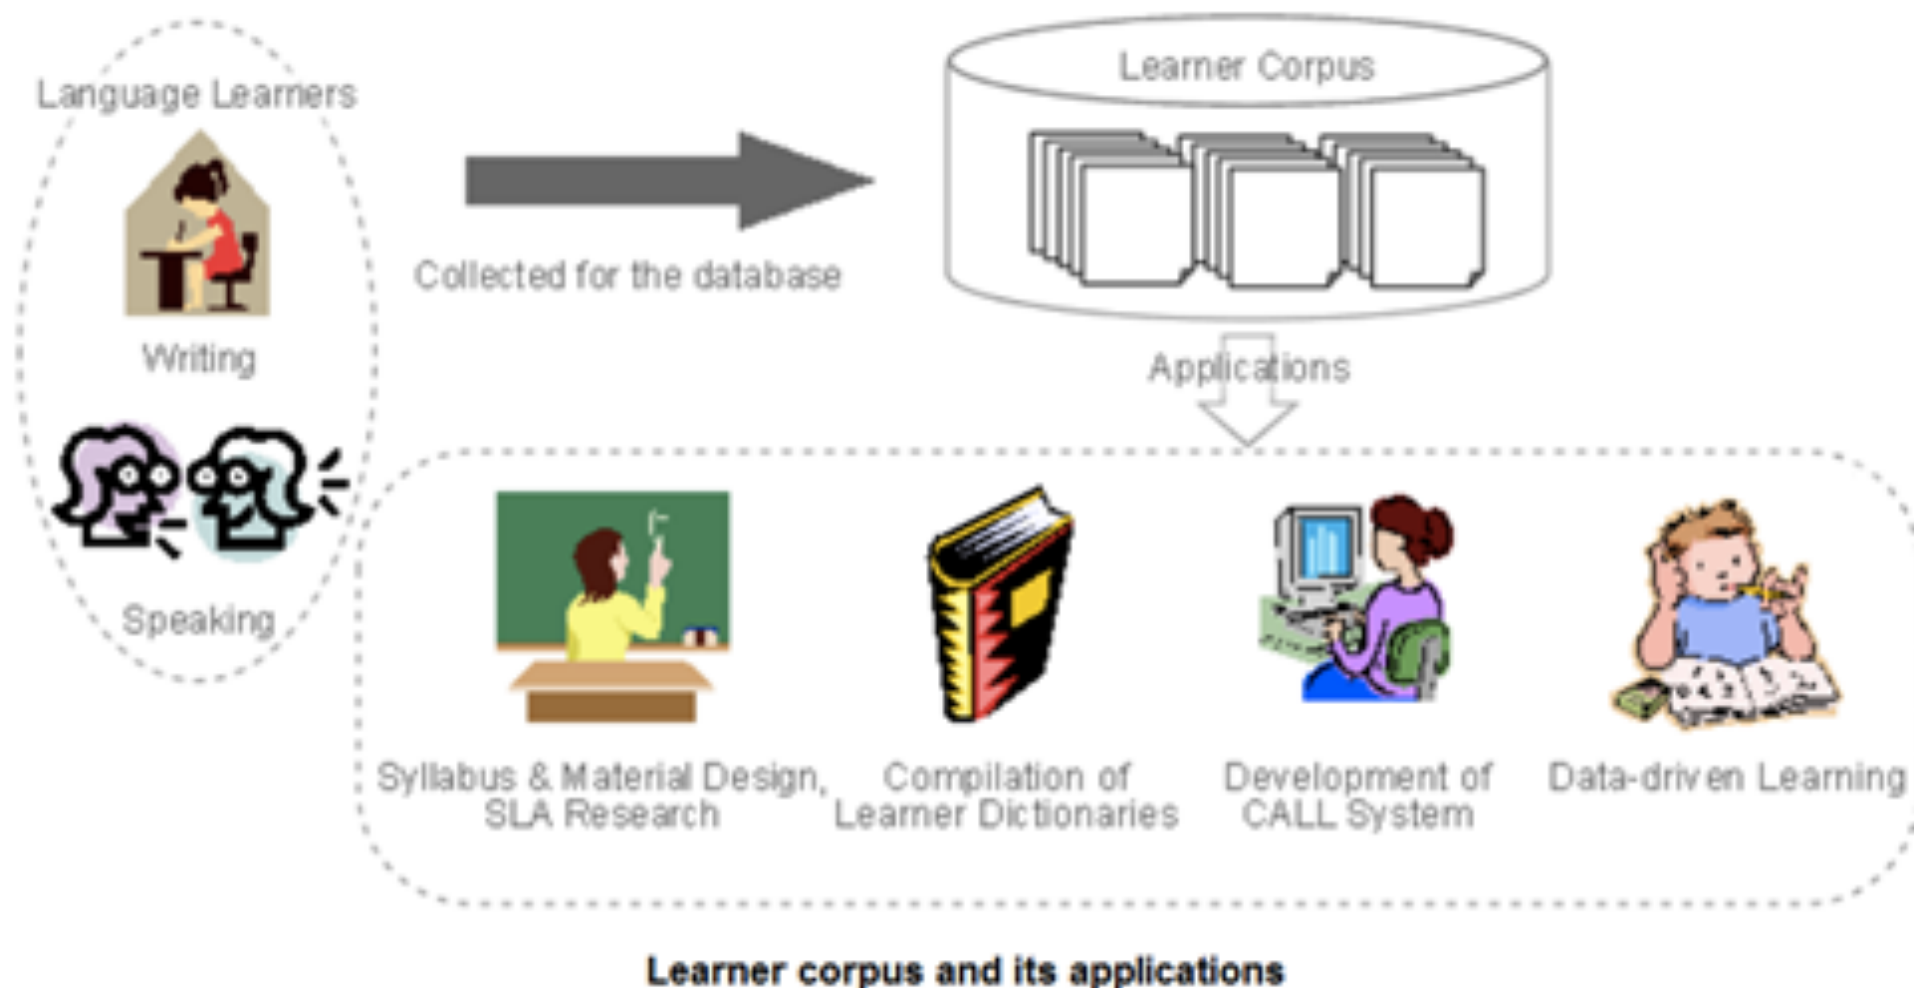 Language Learners
Writing
Speaking
Collected for the database
Learner Corpus
Applications
Syllabus & Material Design,
SLA Research
Compilation of
Learner Dictionaries
Development of
CALL System
Data-driven Learning
Learner corpus and its applications